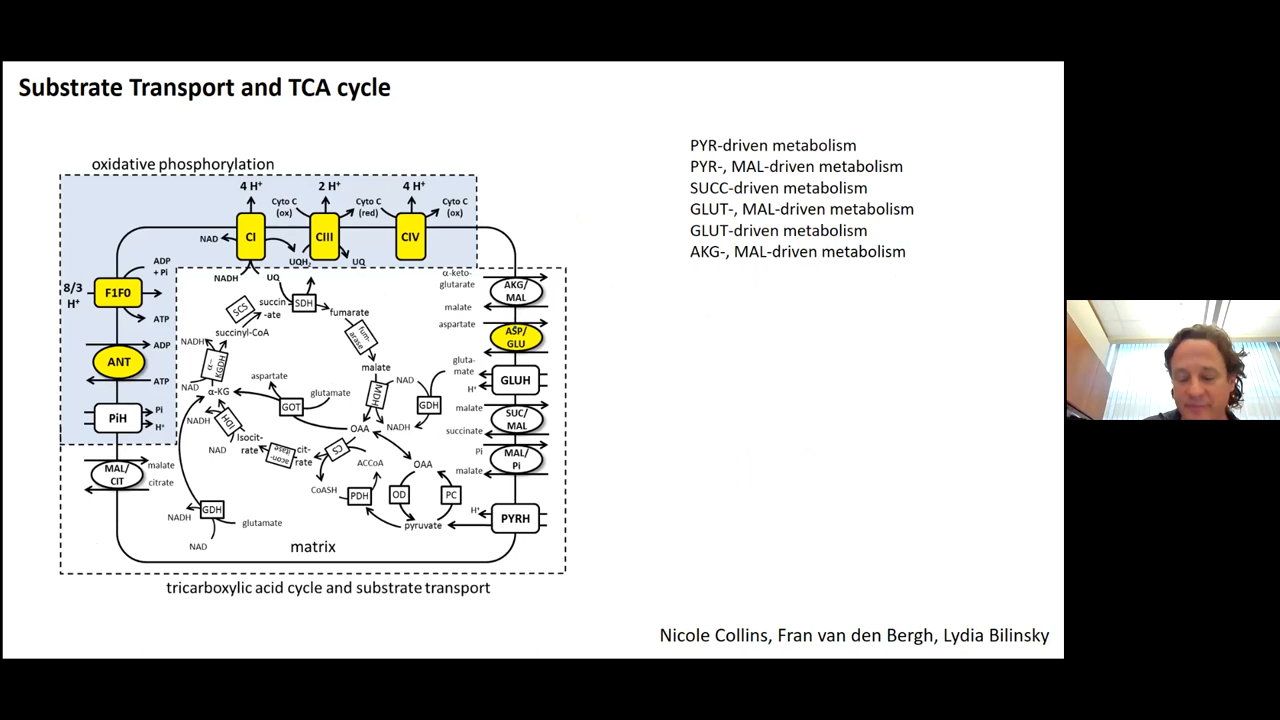 Substrate Transport and TCA cycle
PYR-driven metabolism
PYR-, MAL-driven metabolism
SUCC-driven metabolism
GLUT-, MAL-driven metabolism
GLUT-driven metabolism
AKG-, MAL-driven metabolism
oxidative phosphorylation
4 H⁺
2 H⁺
4 H⁺
Cyto C
(ox)
Cyto C
(red)
Cyto C
(ox)
CI
CIII
CIV
NAD
UQH₂
UQ
NADH
UQ
8/3
H⁺
F1F0
ADP
+ Pi
ATP
ANT
ADP
ATP
PiH
Pi
H⁺
MAL/
CIT
malate
citrate
SCS
succin
-ate
SDH
fumarate
fum-
arase
succinyl-CoA
malate
NADH
α-
KGDH
NAD
α-KG
aspartate
GOT
glutamate
MDH
NAD
NADH
GDH
gluta-
mate
H⁺
OAA
NADH
IDH
NAD
Isocit-
rate
acon-
itase
cit-
rate
CS
ACCoA
CoASH
PDH
OAA
OD
PC
pyruvate
GDH
NADH
glutamate
NAD
matrix
α-keto-
glutarate
malate
AKG/
MAL
aspartate
ASP/
GLU
GLUH
malate
succinate
SUC/
MAL
Pi
malate
MAL/
Pi
H⁺
PYRH
tricarboxylic acid cycle and substrate transport
Nicole Collins, Fran van den Bergh, Lydia Bilinsky